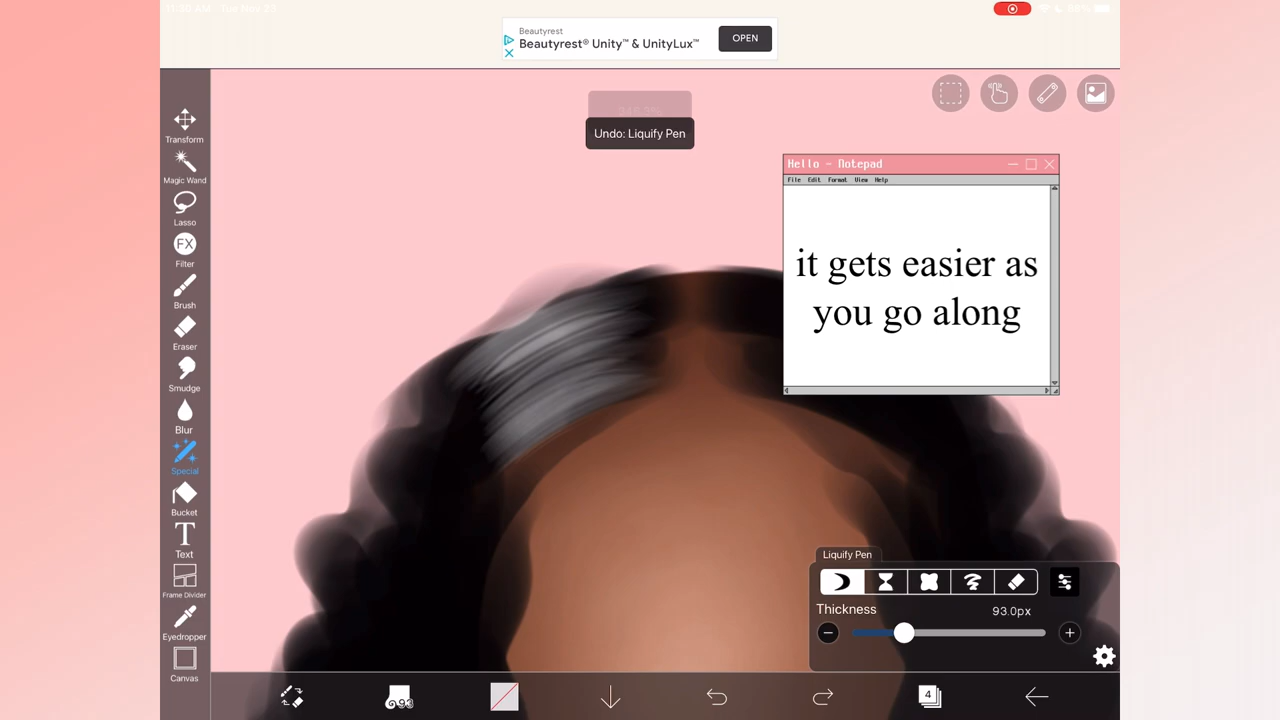 Beautyrest
Beautyrest® Unity™ & UnityLux™
OPEN
Undo: Liquify Pen
Transform
Magic Wand
Lasso
FX
Filter
Brush
Eraser
Smudge
Blur
Special
Bucket
T
Text
Frame Divider
Eyedropper
Canvas
Hello - Notepad
File Edit Format View Help
it gets easier as
you go along
Liquify Pen
Thickness 93.0px
93
4